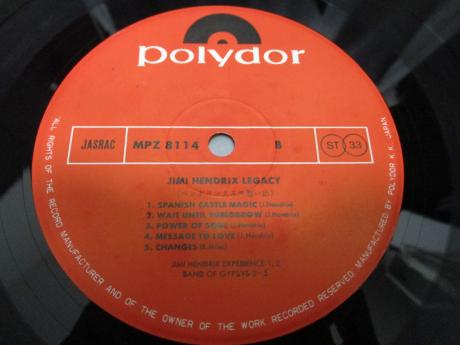 polydor
JASRAC MPZ 8114 B ST 33
JIMI HENDRIX LEGACY
1. SPANISH CASTLE MAGIC (J.Hendrix)
2. WAIT UNTIL TOMORROW (J.Hendrix)
3. POWER OF SOUL (J.Hendrix)
4. MESSAGE TO LOVE (J.Hendrix)
5. CHANGES (B.Miles)
JIMI HENDRIX EXPERIENCE 1, 2
BAND OF GYPSYS 3-5
ALL RIGHTS OF THE RECORD MANUFACTURER AND OF THE OWNER OF THE WORK RECORDED RESERVED. MANUFACTURED BY POLYDOR K.K. JAPAN